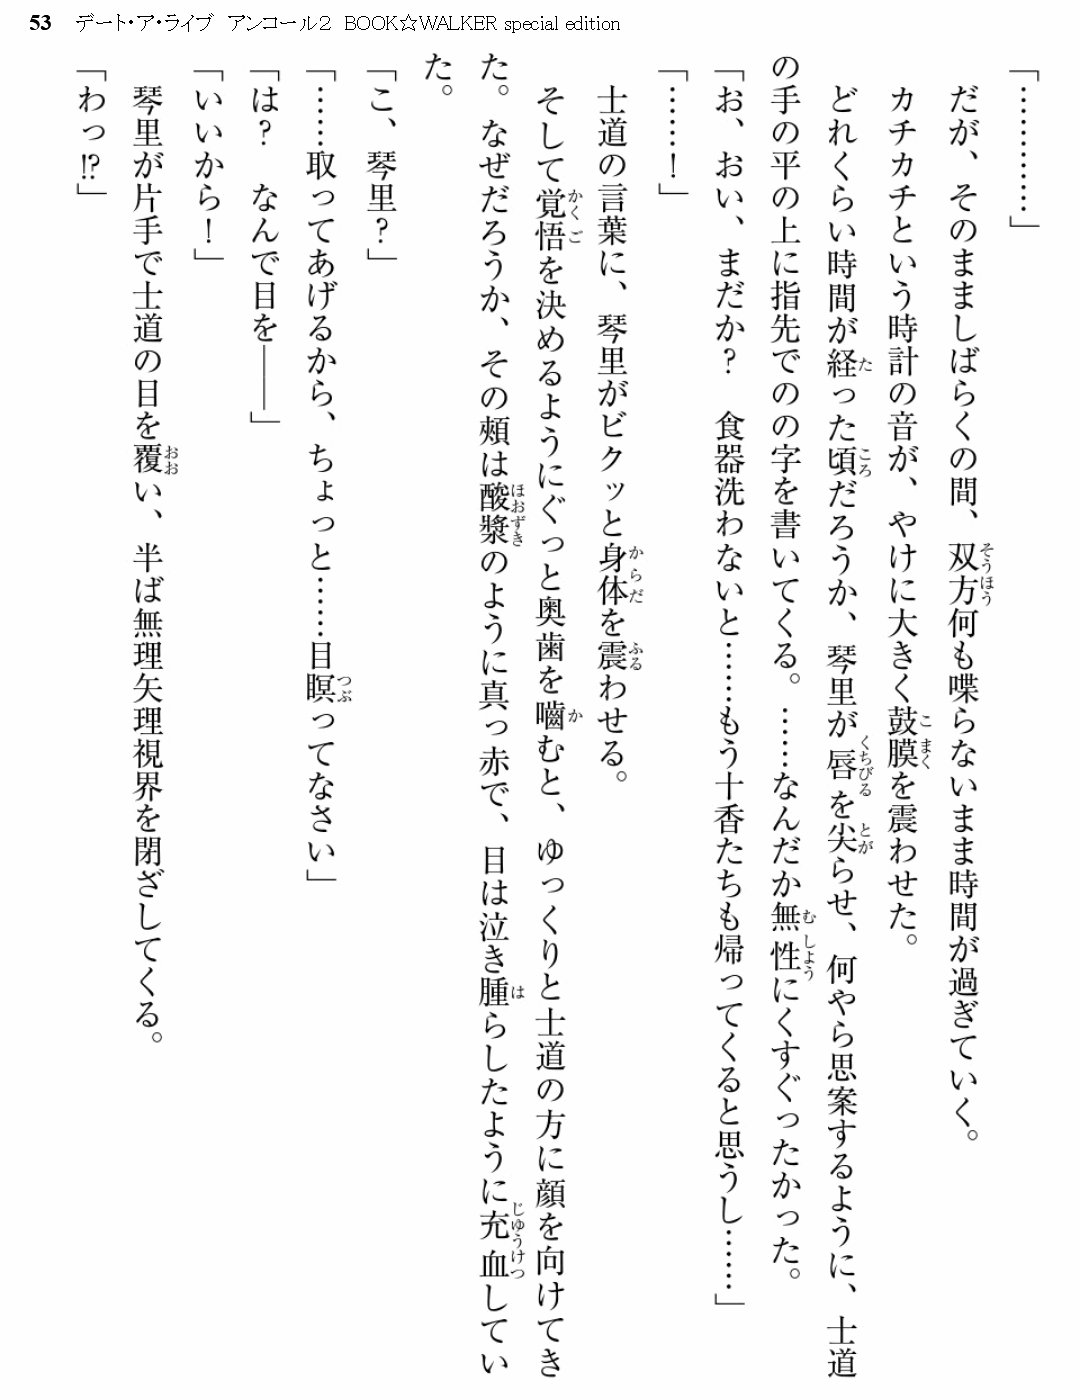 53 デート・ア・ライブ アンコール２ BOOK☆WALKER special edition
「…………」
だが、そのまましばらくの間、双方何も喋らないまま時間が過ぎていく。
カチカチという時計の音が、やけに大きく鼓膜を震わせた。
どれくらい時間が経った頃だろうか、琴里が唇を尖らせ、何やら思案するように、士道
の手の平の上に指先でのの字を書いてくる。……なんだか無性にくすぐったかった。
「お、おい、まだか？　食器洗わないと……もう十香たちも帰ってくると思うし……」
「……！」
士道の言葉に、琴里がビクッと身体を震わせる。
そして覚悟を決めるようにぐっと奥歯を嚙むと、ゆっくりと士道の方に顔を向けてき
た。なぜだろうか、その頰は酸漿のように真っ赤で、目は泣き腫らしたように充血してい
た。
「こ、琴里？」
「……取ってあげるから、ちょっと……目瞑ってなさい」
「は？　なんで目を――」
「いいから！」
琴里が片手で士道の目を覆い、半ば無理矢理視界を閉ざしてくる。
「わっ!?」